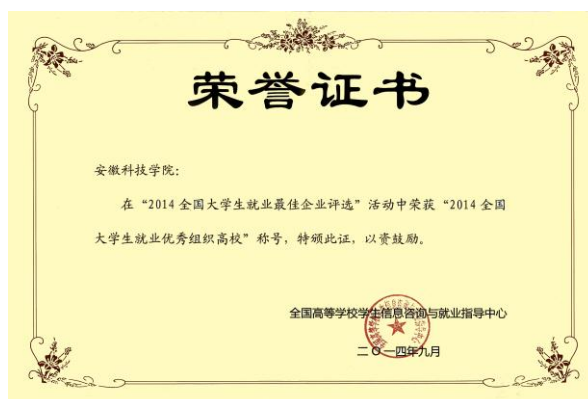 荣誉证书
安徽科技学院：
在“2014全国大学生就业最佳企业评选”活动中荣获“2014全国
大学生就业优秀组织高校”称号，特颁此证，以资鼓励。
全国高等学校学生信息咨询与就业指导中心
二〇一四年九月